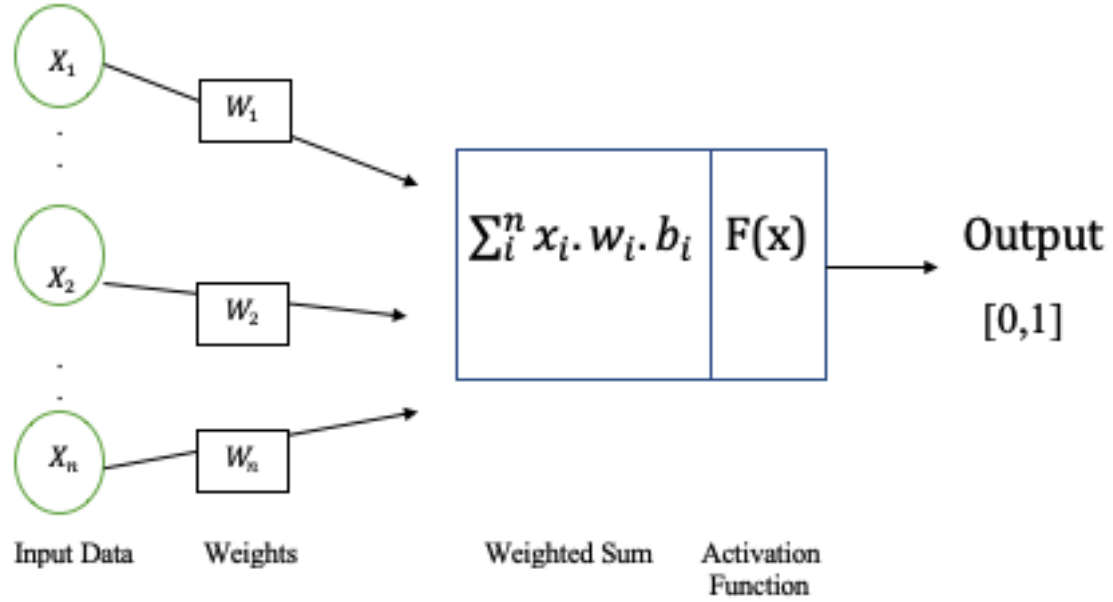 X₁
W₁
X₂
W₂
Xₙ
Wₙ
∑ᵢⁿ xᵢ. wᵢ. bᵢ
F(x)
Output
[0,1]
Input Data
Weights
Weighted Sum
Activation
Function